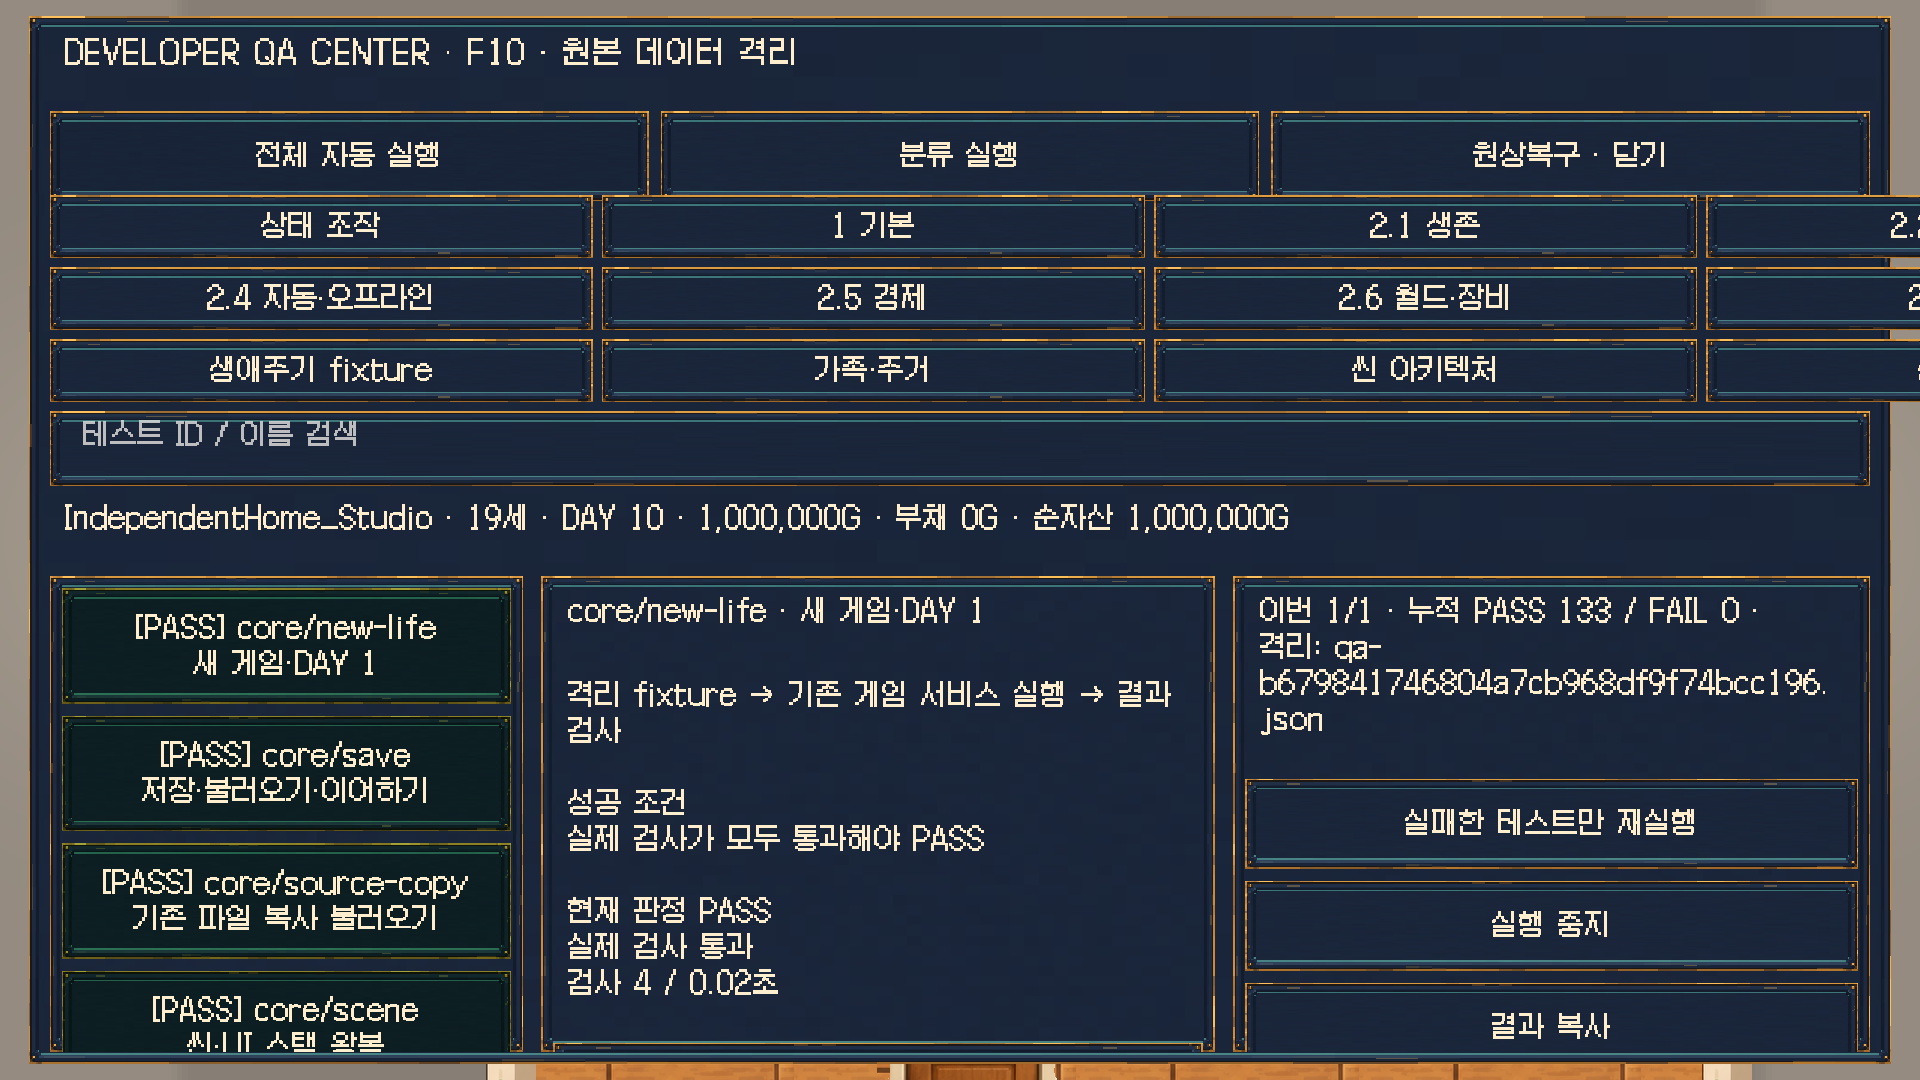 DEVELOPER QA CENTER · F10 · 원본 데이터 격리
전체 자동 실행
분류 실행
원상복구 · 닫기
상태 조작
1 기본
2.1 생존
2.4 자동·오프라인
2.5 경제
2.6 월드·장비
생애주기 fixture
가족·주거
씬 아키텍처
테스트 ID / 이름 검색
IndependentHome_Studio · 19세 · DAY 10 · 1,000,000G · 부채 0G · 순자산 1,000,000G
[PASS] core/new-life
새 게임·DAY 1
[PASS] core/save
저장·불러오기·이어하기
[PASS] core/source-copy
기존 파일 복사 불러오기
[PASS] core/scene
씬·UI 스택 왕복
core/new-life · 새 게임·DAY 1
격리 fixture → 기존 게임 서비스 실행 → 결과
검사
성공 조건
실제 검사가 모두 통과해야 PASS
현재 판정 PASS
실제 검사 통과
검사 4 / 0.02초
이번 1/1 · 누적 PASS 133 / FAIL 0 ·
격리: qa-
b679841746804a7cb968df9f74bcc196.
json
실패한 테스트만 재실행
실행 중지
결과 복사